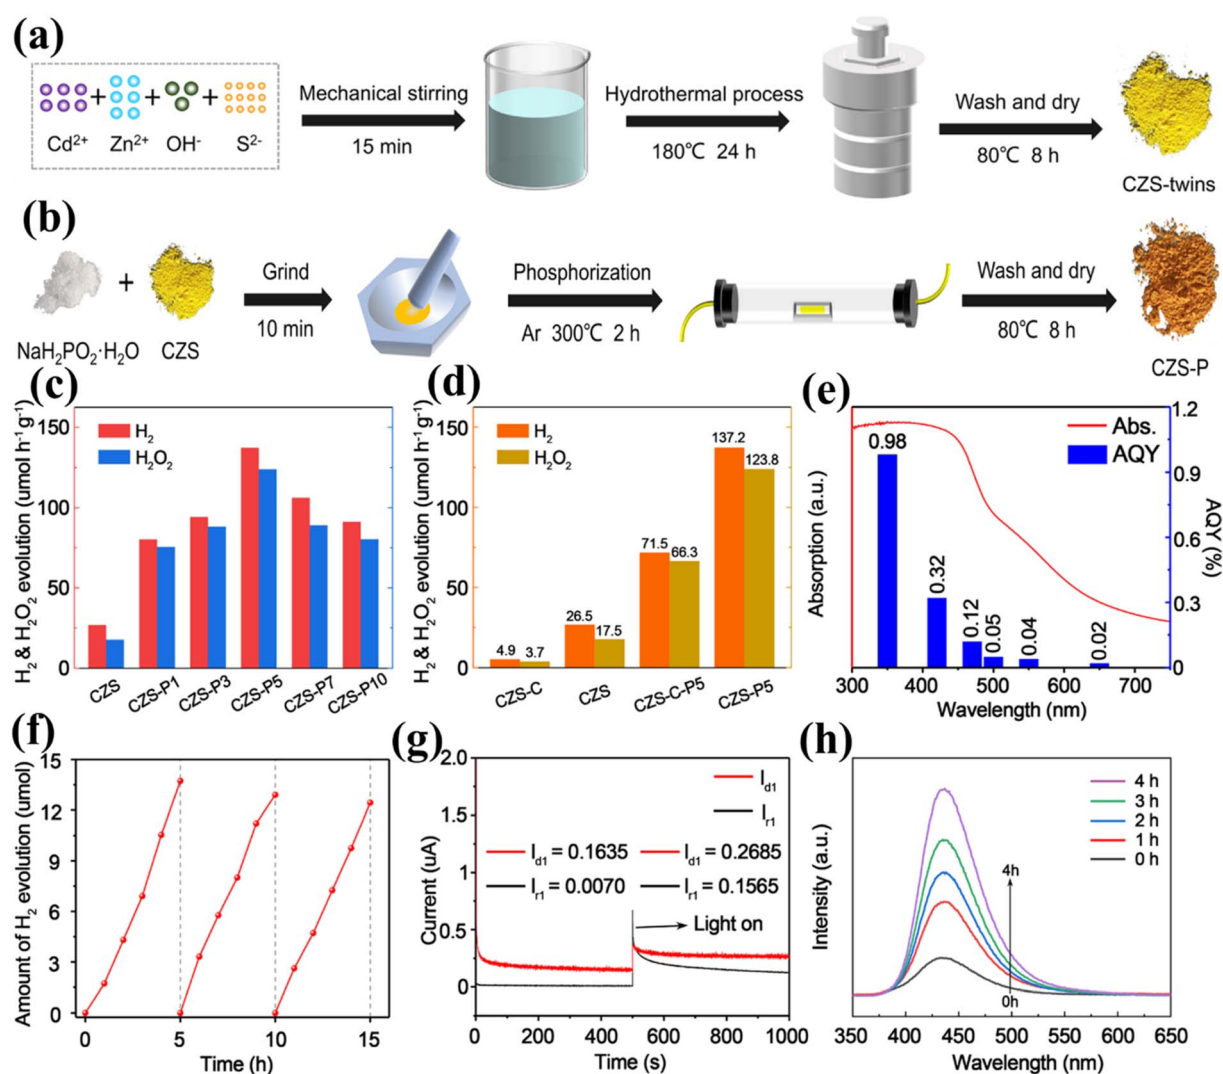 (a)
Cd²⁺ + Zn²⁺ + OH⁻ + S²⁻
Mechanical stirring
15 min
Hydrothermal process
180℃ 24 h
Wash and dry
80℃ 8 h
CZS-twins
(b)
NaH₂PO₂·H₂O + CZS
Grind
10 min
Phosphorization
Ar 300℃ 2 h
Wash and dry
80℃ 8 h
CZS-P
(c)
H₂ & H₂O₂ evolution (umol h⁻¹ g⁻¹)
150
100
50
0
H₂
H₂O₂
CZS CZS-P1 CZS-P3 CZS-P5 CZS-P7 CZS-P10
(d)
H₂ & H₂O₂ evolution (umol h⁻¹ g⁻¹)
150
100
50
0
H₂
H₂O₂
4.9 3.7
26.5 17.5
71.5 66.3
137.2 123.8
CZS-C CZS CZS-C-P5 CZS-P5
(e)
Absorption (a.u.)
Abs.
AQY
0.98 0.32 0.12 0.05 0.04 0.02
1.2
0.9
0.6
0.3
0
AQY (%)
300 400 500 600 700
Wavelength (nm)
(f)
Amount of H₂ evolution (umol)
15
12
9
6
3
0
0 5 10 15
Time (h)
(g)
Current (uA)
2.0
1.5
1
0.5
0
I_d1
I_r1
I_d1 = 0.1635 I_d1 = 0.2685
I_r1 = 0.0070 I_r1 = 0.1565
Light on
0 200 400 600 800 1000
Time (s)
(h)
Intensity (a.u.)
4 h
3 h
2 h
1 h
0 h
4h
0h
350 400 450 500 550 600 650
Wavelength (nm)